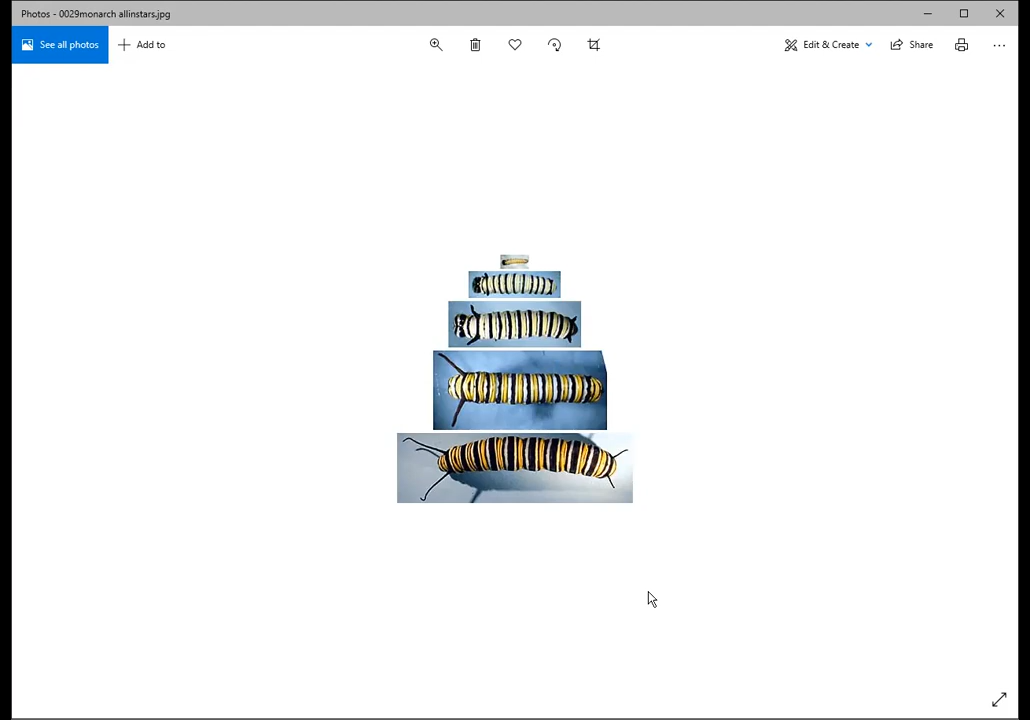 Photos - 0029monarch allinstars.jpg
See all photos
Add to
Edit & Create
Share